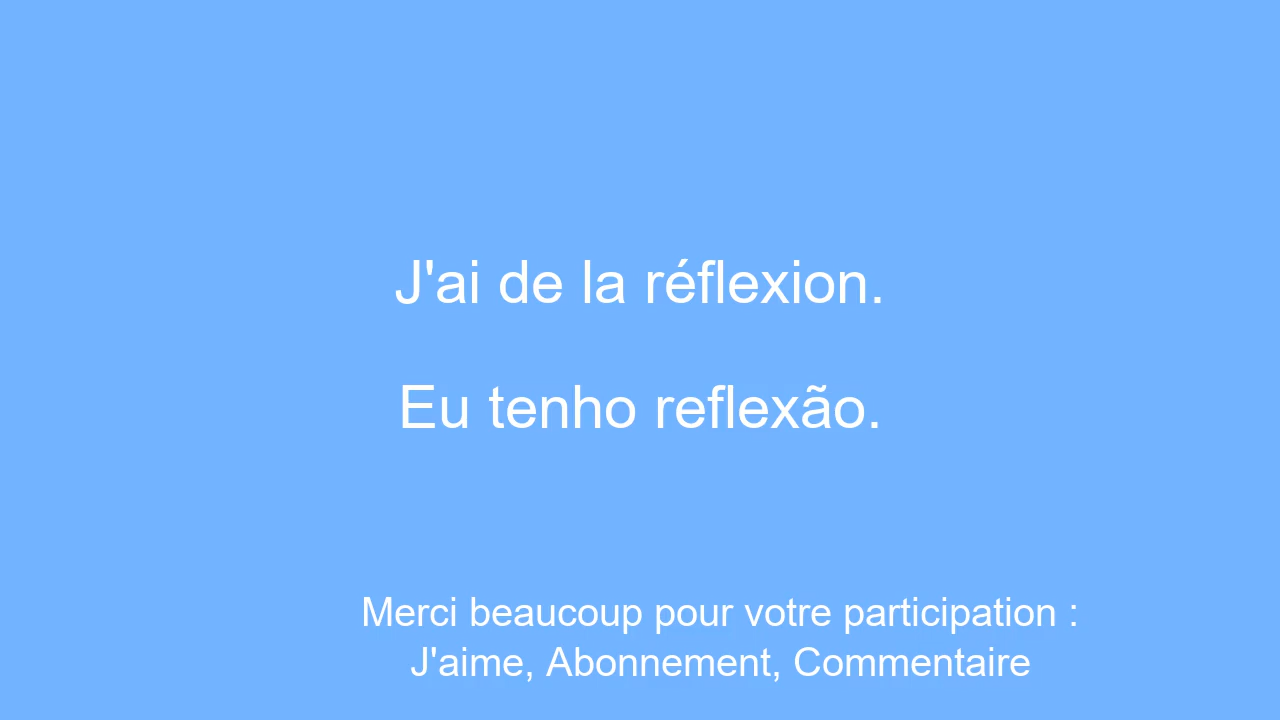 J'ai de la réflexion.
Eu tenho reflexão.
Merci beaucoup pour votre participation :
J'aime, Abonnement, Commentaire